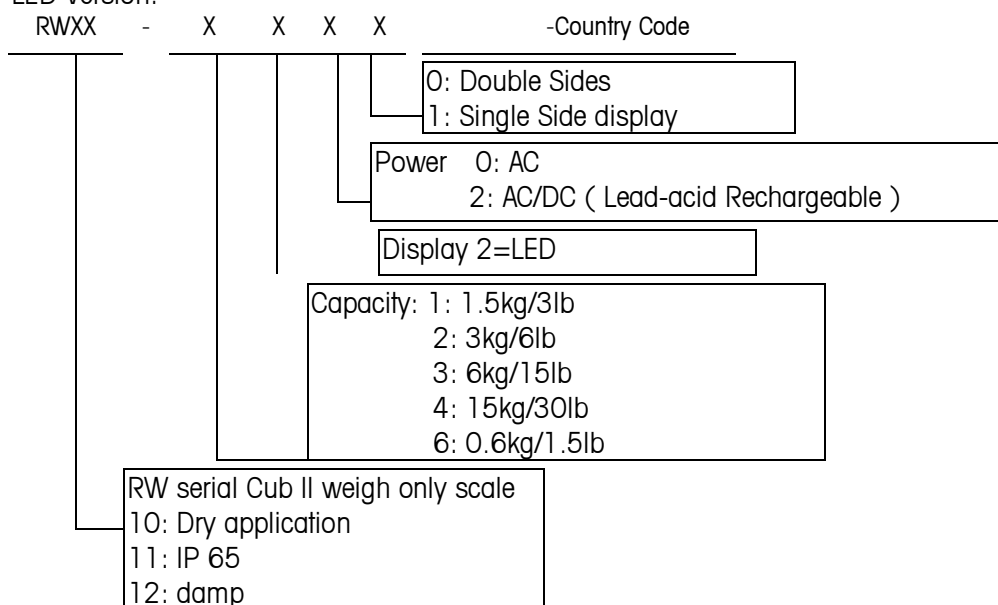 LED version:
RWXX - X X X X -Country Code
0: Double Sides
1: Single Side display
Power 0: AC
2: AC/DC ( Lead-acid Rechargeable )
Display 2=LED
Capacity: 1: 1.5kg/3lb
2: 3kg/6lb
3: 6kg/15lb
4: 15kg/30lb
6: 0.6kg/1.5lb
RW serial Cub II weigh only scale
10: Dry application
11: IP 65
12: damp